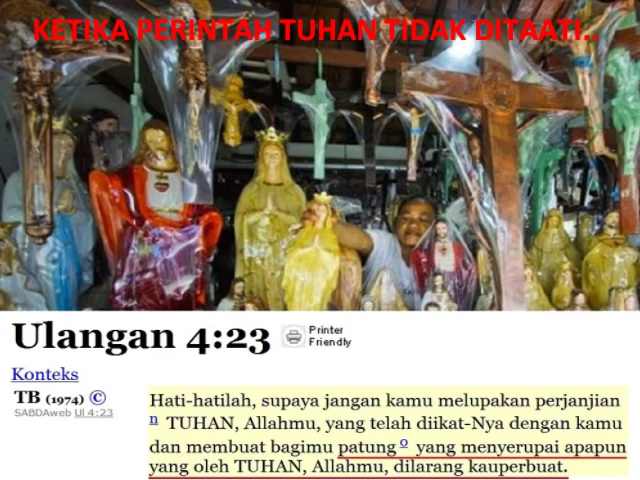 KETIKA PERINTAH TUHAN TIDAK DITAATI..
Ulangan 4:23
Printer
Friendly
Konteks
TB (1974) ©
SABDAweb Ul 4:23
Hati-hatilah, supaya jangan kamu melupakan perjanjian
n TUHAN, Allahmu, yang telah diikat-Nya dengan kamu
dan membuat bagimu patung o yang menyerupai apapun
yang oleh TUHAN, Allahmu, dilarang kauperbuat.